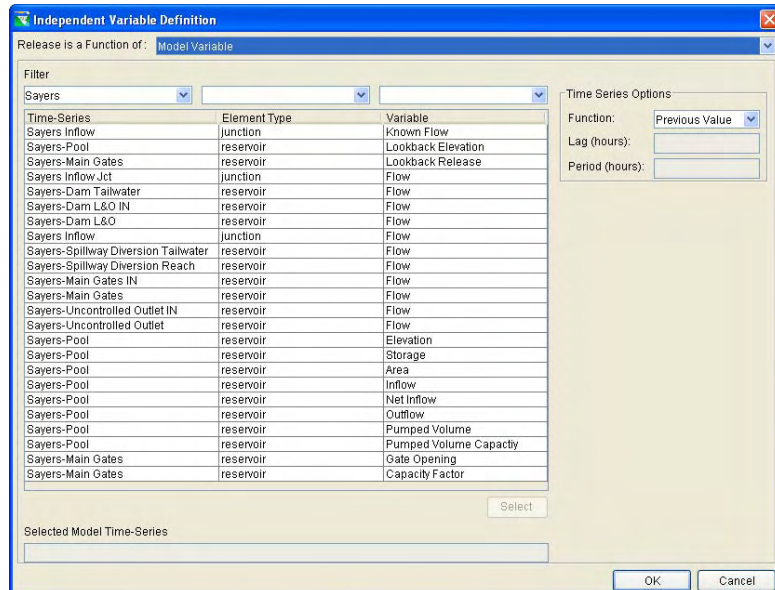 Independent Variable Definition
Release is a Function of: Model Variable
Filter
Sayers
Time-Series Element Type Variable
Sayers Inflow junction Known Flow
Sayers-Pool reservoir Lookback Elevation
Sayers-Main Gates reservoir Lookback Release
Sayers Inflow Jct junction Flow
Sayers-Dam Tailwater reservoir Flow
Sayers-Dam L&O IN reservoir Flow
Sayers-Dam L&O reservoir Flow
Sayers Inflow junction Flow
Sayers-Spillway Diversion Tailwater reservoir Flow
Sayers-Spillway Diversion Reach reservoir Flow
Sayers-Main Gates IN reservoir Flow
Sayers-Main Gates reservoir Flow
Sayers-Uncontrolled Outlet IN reservoir Flow
Sayers-Uncontrolled Outlet reservoir Flow
Sayers-Pool reservoir Elevation
Sayers-Pool reservoir Storage
Sayers-Pool reservoir Area
Sayers-Pool reservoir Inflow
Sayers-Pool reservoir Net Inflow
Sayers-Pool reservoir Outflow
Sayers-Pool reservoir Pumped Volume
Sayers-Pool reservoir Pumped Volume Capactiy
Sayers-Main Gates reservoir Gate Opening
Sayers-Main Gates reservoir Capacity Factor
Select
Selected Model Time-Series
Time Series Options
Function: Previous Value
Lag (hours):
Period (hours):
OK Cancel